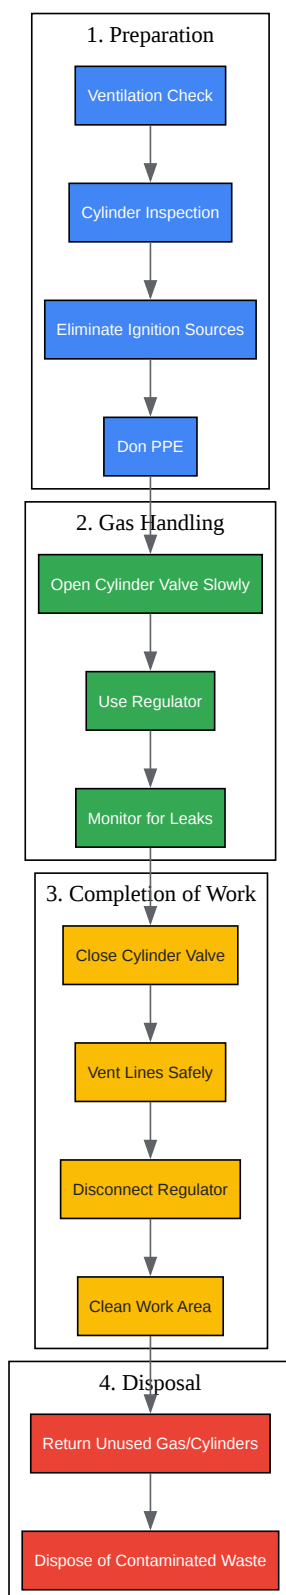 1. Preparation
Ventilation Check
Cylinder Inspection
Eliminate Ignition Sources
Don PPE
2. Gas Handling
Open Cylinder Valve Slowly
Use Regulator
Monitor for Leaks
3. Completion of Work
Close Cylinder Valve
Vent Lines Safely
Disconnect Regulator
Clean Work Area
4. Disposal
Return Unused Gas/Cylinders
Dispose of Contaminated Waste